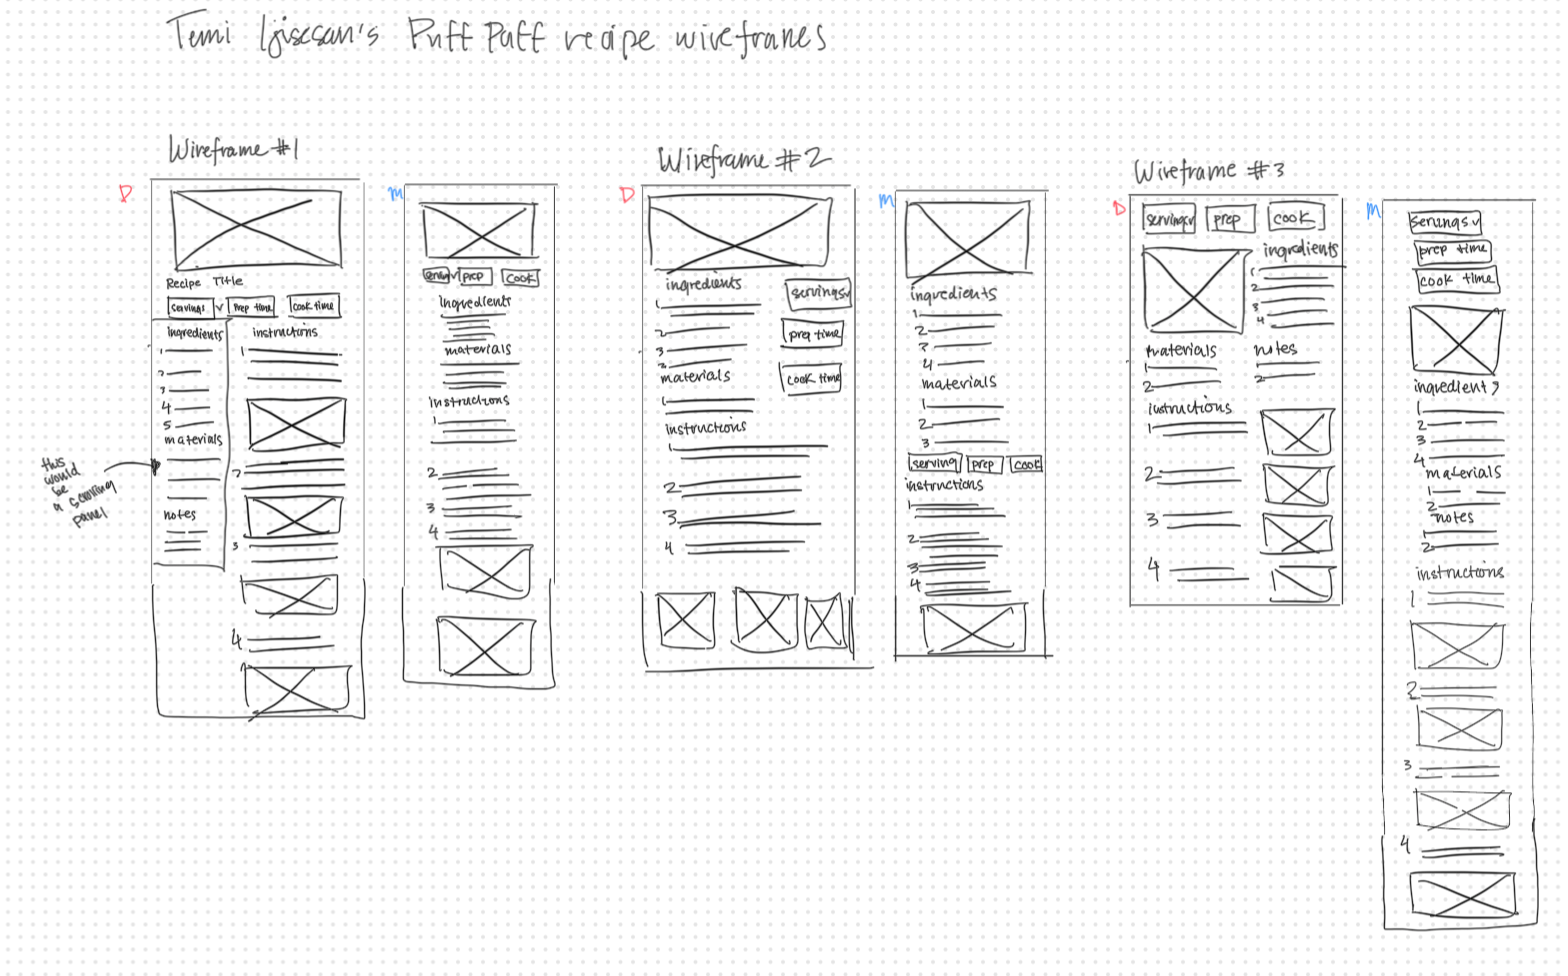 Temi Ijisesan's Puff Puff recipe wireframes
Wireframe #1
D
Recipe Title
servings v
prep time
cook time
Ingredients
1
2
3
4
5
materials
notes
instructions
1
2
3
4
this
would
be
a scrolling
panel
M
serving v
prep
cook
Ingredients
materials
instructions
1
2
3
4
Wireframe #2
D
ingredients
1
2
3
3
materials
1
instructions
1
2
3
4
servings v
prep time
cook time
M
ingredients
1
2
3
4
materials
1
2
3
serving
prep
cook
instructions
1
2
3
4
Wireframe #3
D
servings v
prep
cook
ingredients
1
2
3
4
materials
1
2
notes
1
2
instructions
1
2
3
4
M
servings v
prep time
cook time
ingredients
1
2
3
4
materials
1
2
notes
1
2
instructions
1
2
3
4